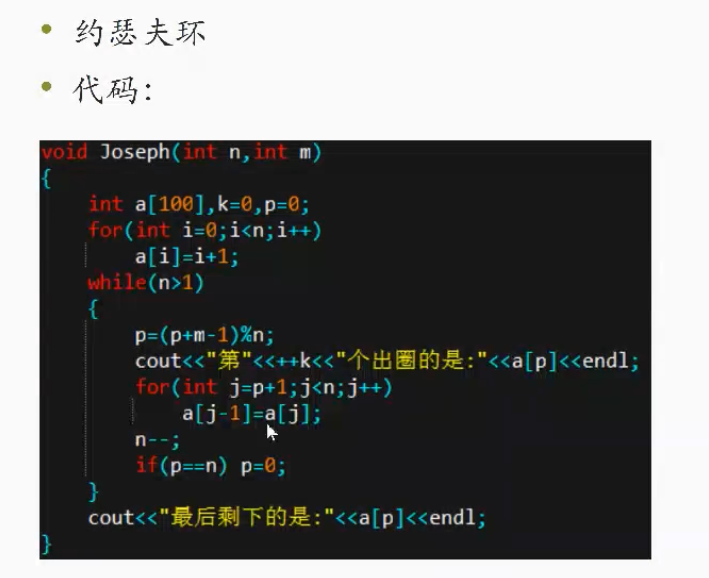 约瑟夫环
代码:
void Joseph(int n,int m)
{
int a[100],k=0,p=0;
for(int i=0;i<n;i++)
a[i]=i+1;
while(n>1)
{
p=(p+m-1)%n;
cout<<"第"<<++k<<"个出圈的是:"<<a[p]<<endl;
for(int j=p+1;j<n;j++)
a[j-1]=a[j];
n--;
if(p==n) p=0;
}
cout<<"最后剩下的是:"<<a[p]<<endl;
}